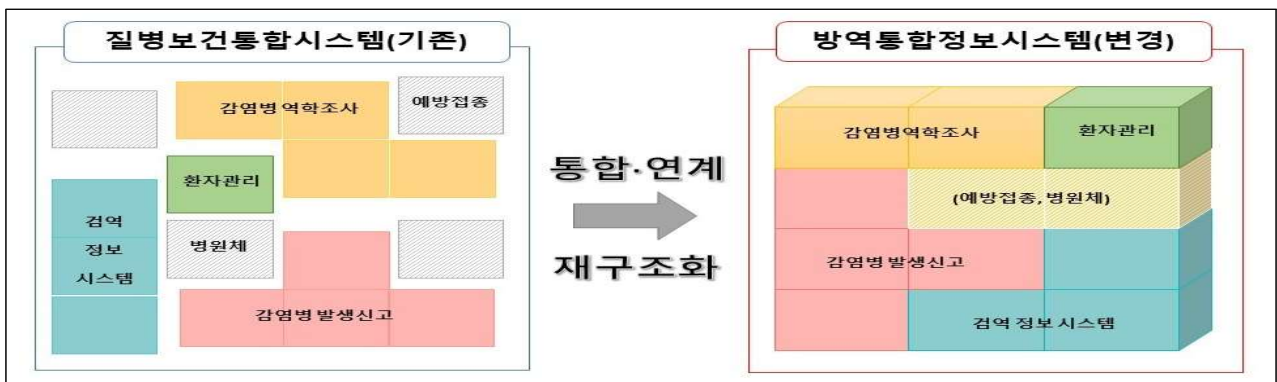 질병보건통합시스템(기존)
감염병 역학조사
예방접종
환자관리
검역
정보
시스템
병원체
감염병 발생신고
통합·연계
재구조화
방역통합정보시스템(변경)
감염병역학조사
환자관리
(예방접종, 병원체)
감염병 발생신고
검역 정보 시스템